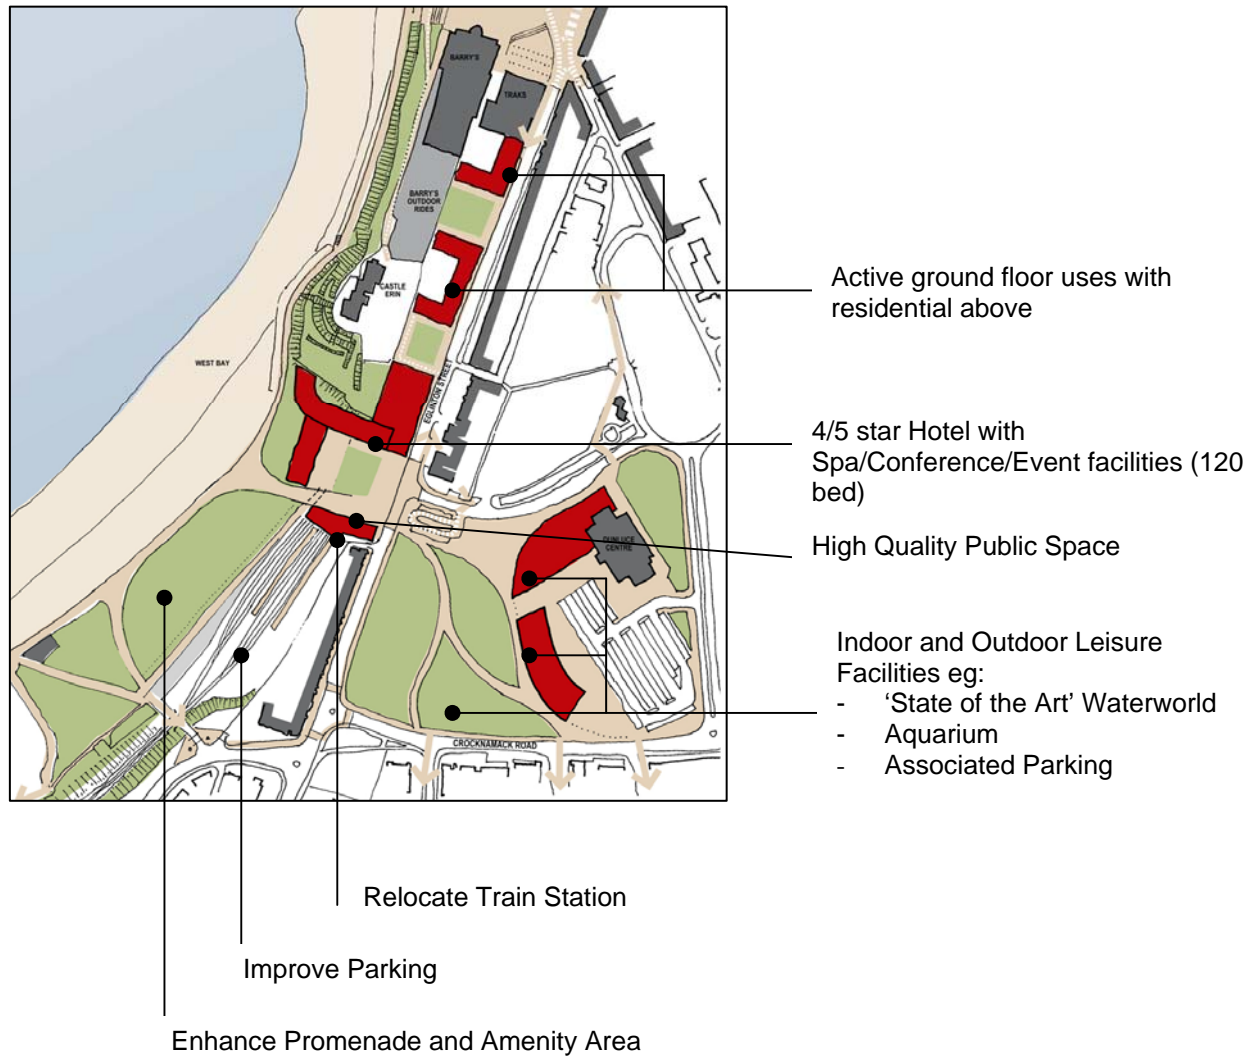 BARRY'S
TRAKS
BARRY'S
OUTDOOR
RIDES
CASTLE
ERIN
WEST BAY
EGLINTON STREET
DUNLUCE
CENTRE
CROCKNAMACK ROAD
Active ground floor uses with
residential above
4/5 star Hotel with
Spa/Conference/Event facilities (120
bed)
High Quality Public Space
Indoor and Outdoor Leisure
Facilities eg:
- ‘State of the Art’ Waterworld
- Aquarium
- Associated Parking
Relocate Train Station
Improve Parking
Enhance Promenade and Amenity Area